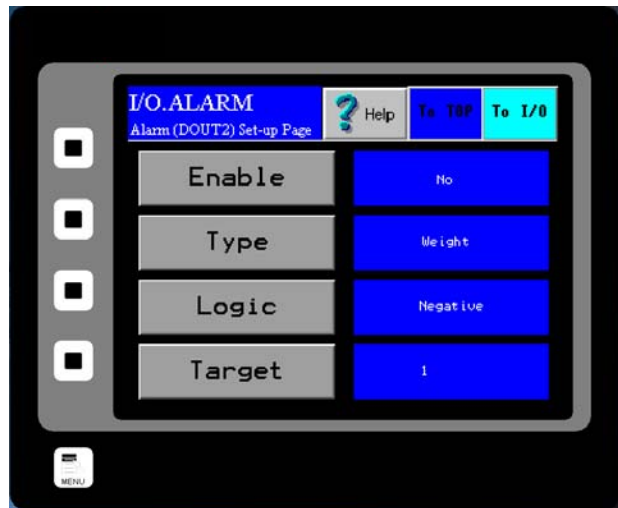 I/O.ALARM
Alarm (DOUT2) Set-up Page
Help
To TOP
To I/O
Enable
No
Type
Weight
Logic
Negative
Target
1
MENU